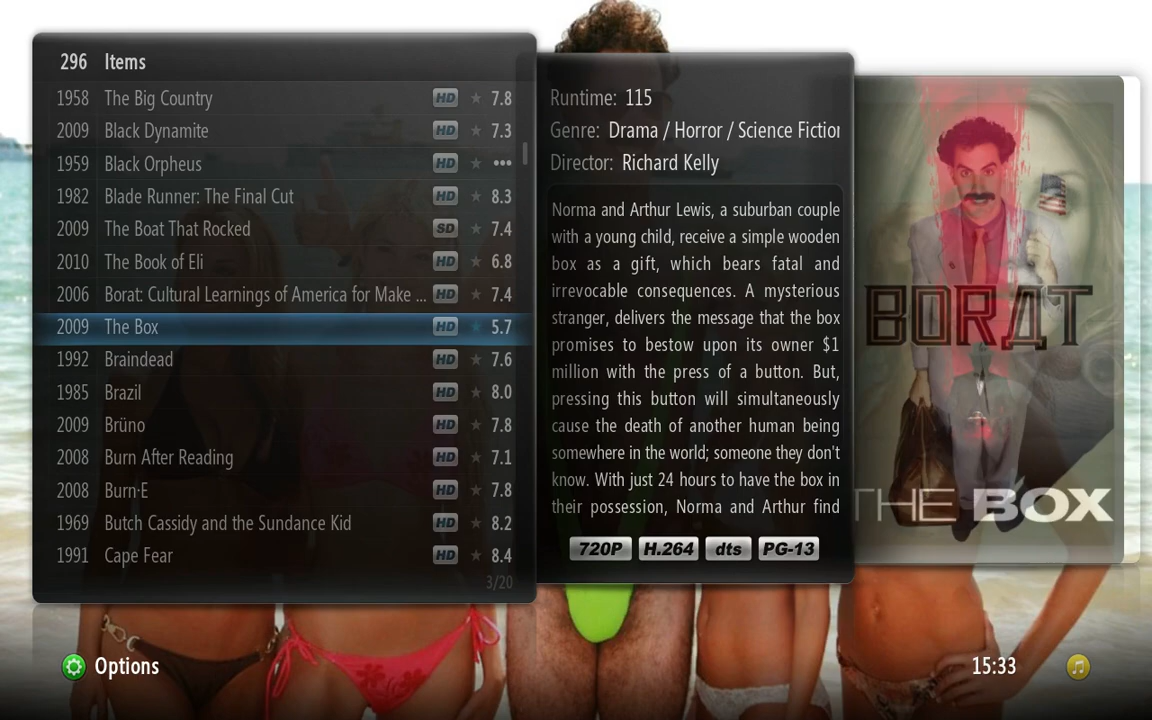 296 Items
1958 The Big Country HD 7.8
2009 Black Dynamite HD 7.3
1959 Black Orpheus HD •••
1982 Blade Runner: The Final Cut HD 8.3
2009 The Boat That Rocked SD 7.4
2010 The Book of Eli HD 6.8
2006 Borat: Cultural Learnings of America for Make ... HD 7.4
2009 The Box HD 5.7
1992 Braindead HD 7.6
1985 Brazil HD 8.0
2009 Brüno HD 7.8
2008 Burn After Reading HD 7.1
2008 Burn·E HD 7.8
1969 Butch Cassidy and the Sundance Kid HD 8.2
1991 Cape Fear HD 8.4
3/20
Runtime: 115
Genre: Drama / Horror / Science Fiction
Director: Richard Kelly
Norma and Arthur Lewis, a suburban couple
with a young child, receive a simple wooden
box as a gift, which bears fatal and
irrevocable consequences. A mysterious
stranger, delivers the message that the box
promises to bestow upon its owner $1
million with the press of a button. But,
pressing this button will simultaneously
cause the death of another human being
somewhere in the world; someone they don't
know. With just 24 hours to have the box in
their possession, Norma and Arthur find
720P H.264 dts PG-13
BORДT
THE BOX
Options
15:33